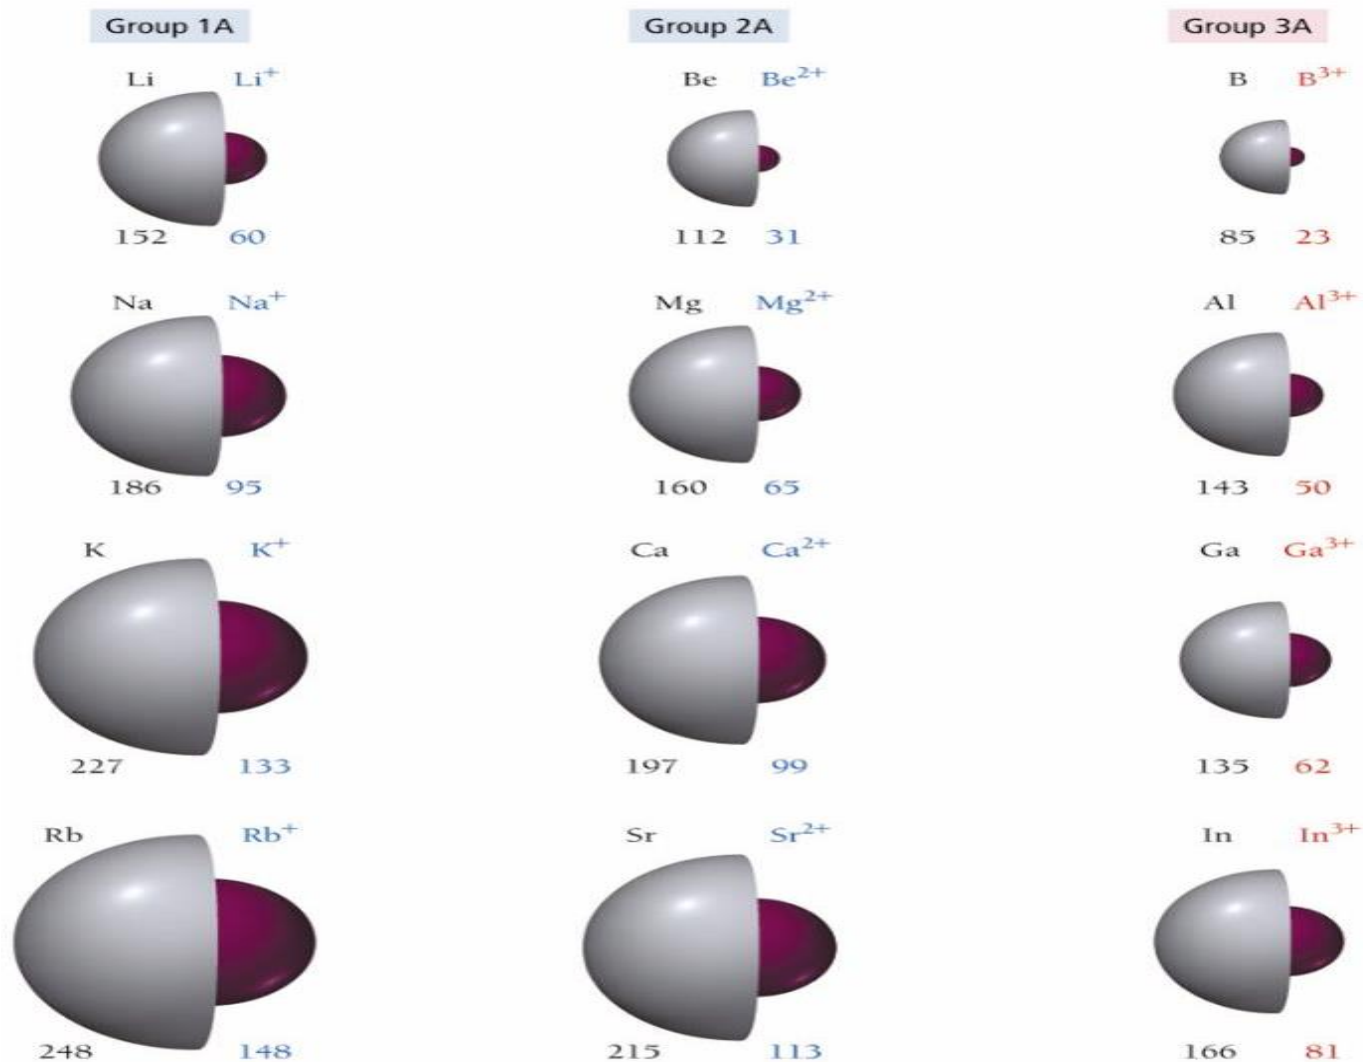 Group 1A Group 2A Group 3A
Li Li⁺ Be Be²⁺ B B³⁺
152 60 112 31 85 23
Na Na⁺ Mg Mg²⁺ Al Al³⁺
186 95 160 65 143 50
K K⁺ Ca Ca²⁺ Ga Ga³⁺
227 133 197 99 135 62
Rb Rb⁺ Sr Sr²⁺ In In³⁺
248 148 215 113 166 81